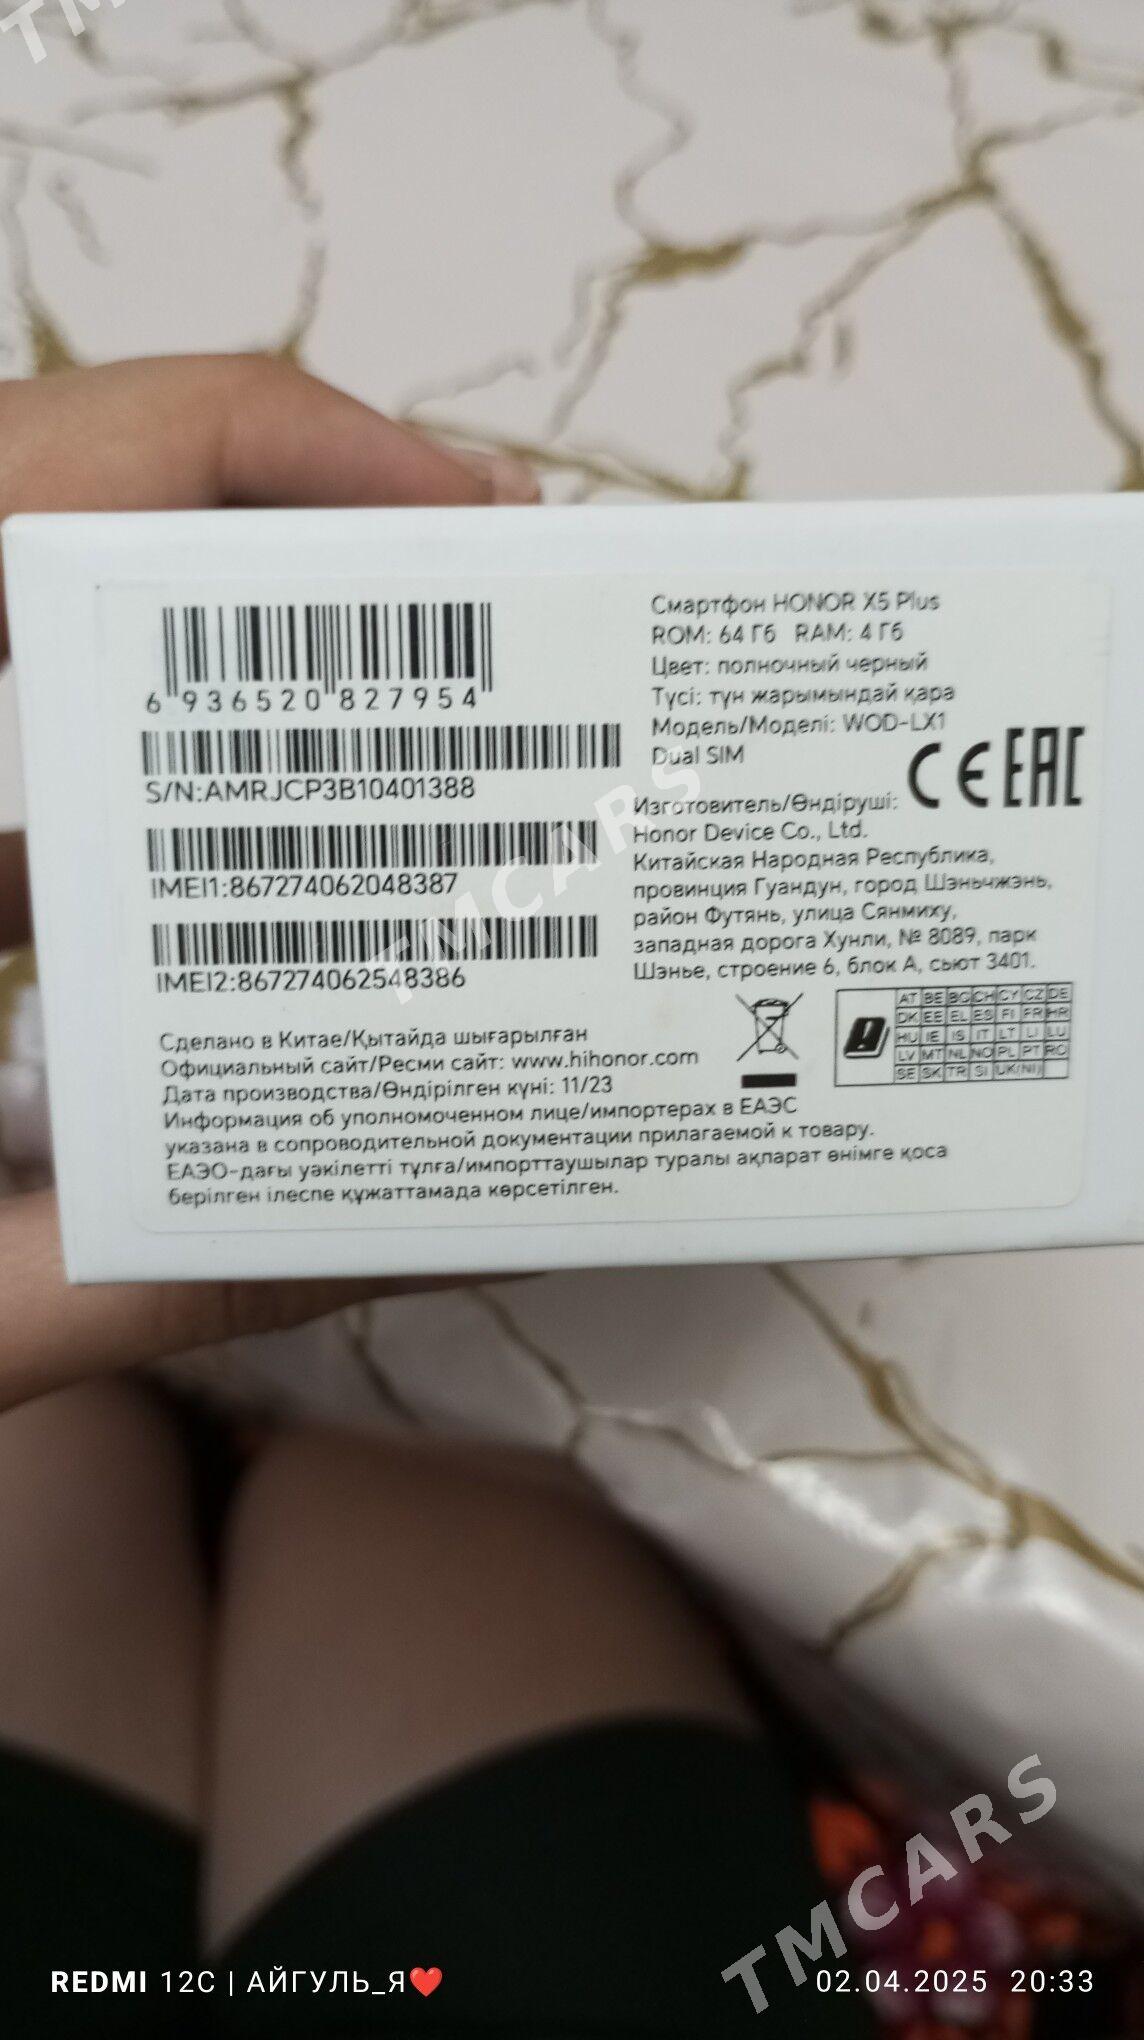 6 936520 827954
S/N:AMRJCP3B10401388
IMEI1:867274062048387
IMEI2:867274062548386
Смартфон HONOR X5 Plus
ROM: 64 Гб RAM: 4 Гб
Цвет: полночный черный
Түсі: түн жарымындай қара
Модель/Моделі: WOD-LX1
Dual SIM
CE EAC
Изготовитель/Өндіруші:
Honor Device Co., Ltd.
Китайская Народная Республика,
провинция Гуандун, город Шэньчжэнь,
район Футянь, улица Сянмиху,
западная дорога Хунли, № 8089, парк
Шэнье, строение 6, блок А, сьют 3401.
AT BE BG CH CY CZ DE
DK EE EL ES FI FR HR
HU IE IS IT LT LI LU
LV MT NL NO PL PT RO
SE SK TR SI UK(NI)
Сделано в Китае/Қытайда шығарылған
Официальный сайт/Ресми сайт: www.hihonor.com
Дата производства/Өндірілген күні: 11/23
Информация об уполномоченном лице/импортерах в ЕАЭС
указана в сопроводительной документации прилагаемой к товару.
ЕАЭО-дағы уәкілетті тұлға/импорттаушылар туралы ақпарат өнімге қоса
берілген ілеспе құжаттамада көрсетілген.
TMCARS
TMCARS
REDMI 12C | АЙГУЛЬ_Я❤️
02.04.2025 20:33